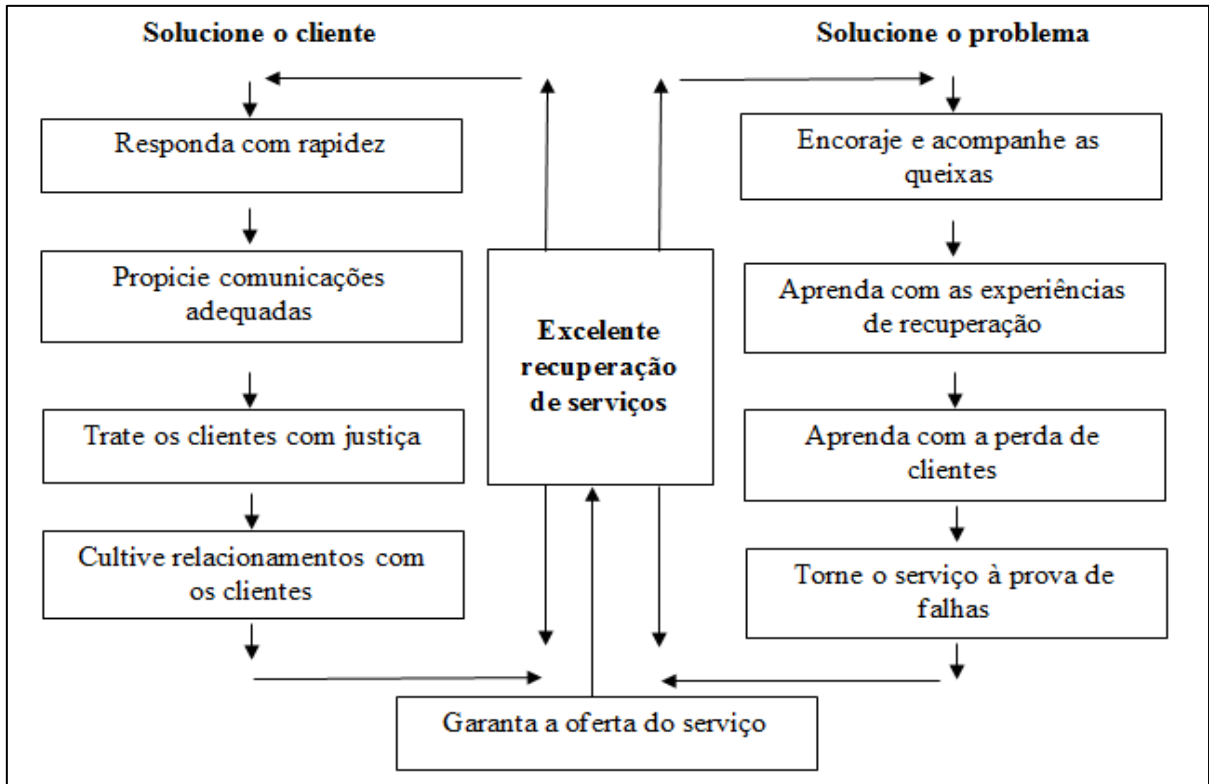 Solucione o cliente
Responda com rapidez
Propicie comunicações
adequadas
Trate os clientes com justiça
Cultive relacionamentos com
os clientes
Excelente
recuperação
de serviços
Solucione o problema
Encoraje e acompanhe as
queixas
Aprenda com as experiências
de recuperação
Aprenda com a perda de
clientes
Torne o serviço à prova de
falhas
Garanta a oferta do serviço